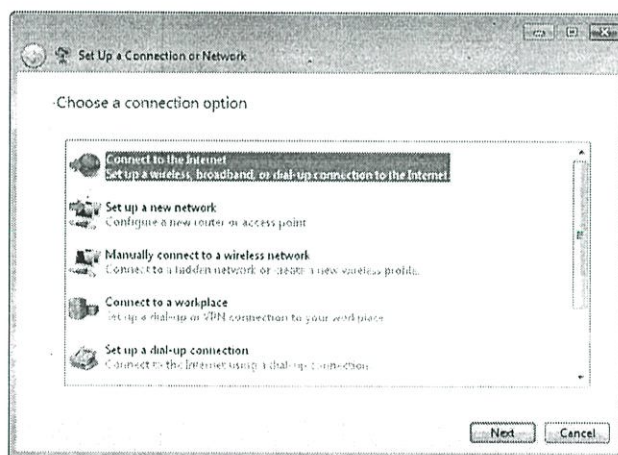 Set Up a Connection or Network
Choose a connection option
Connect to the Internet
Set up a wireless, broadband, or dial-up connection to the Internet.
Set up a new network
Configure a new router or access point.
Manually connect to a wireless network
Connect to a hidden network or create a new wireless profile.
Connect to a workplace
Set up a dial-up or VPN connection to your workplace.
Set up a dial-up connection
Connect to the Internet using a dial-up connection.
Next Cancel